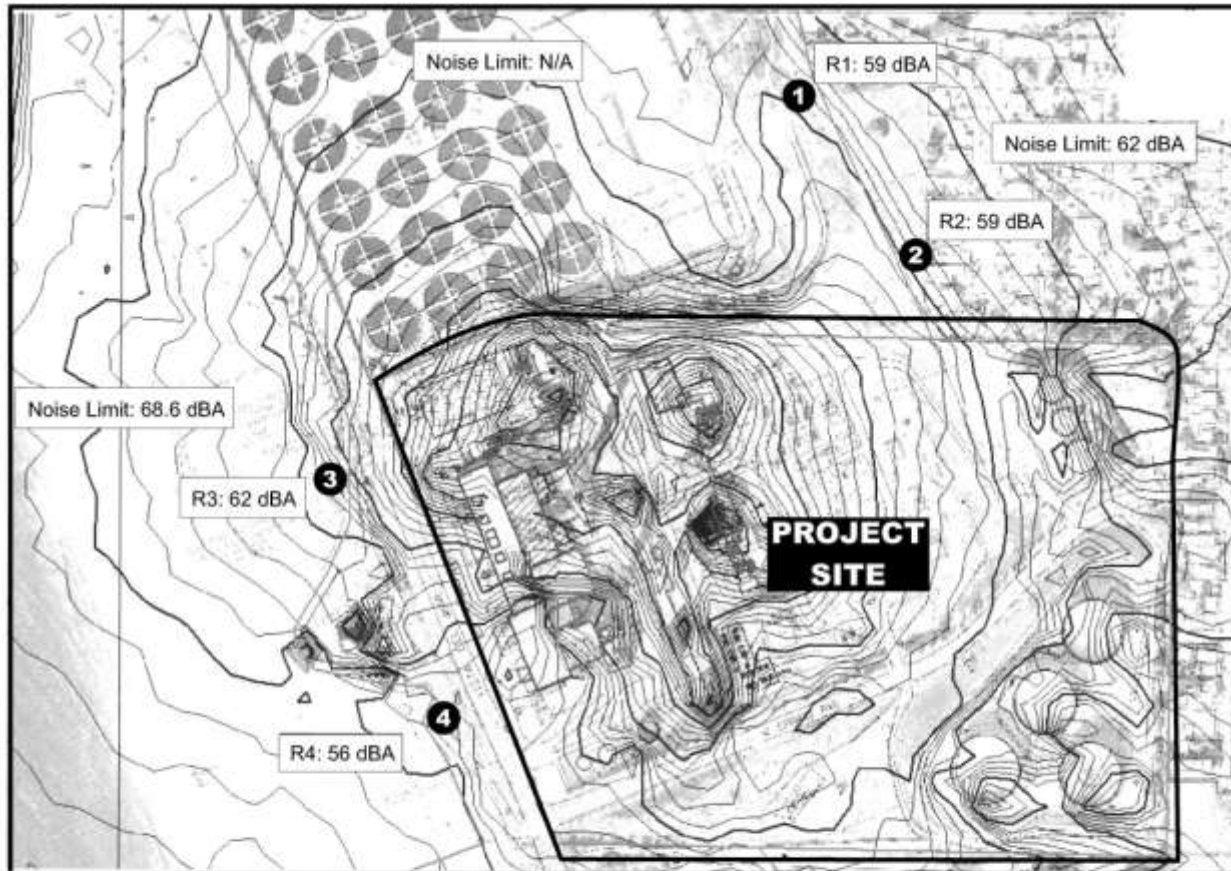 Noise Limit: N/A
R1: 59 dBA
1
Noise Limit: 62 dBA
R2: 59 dBA
2
Noise Limit: 68.6 dBA
3
R3: 62 dBA
PROJECT
SITE
4
R4: 56 dBA